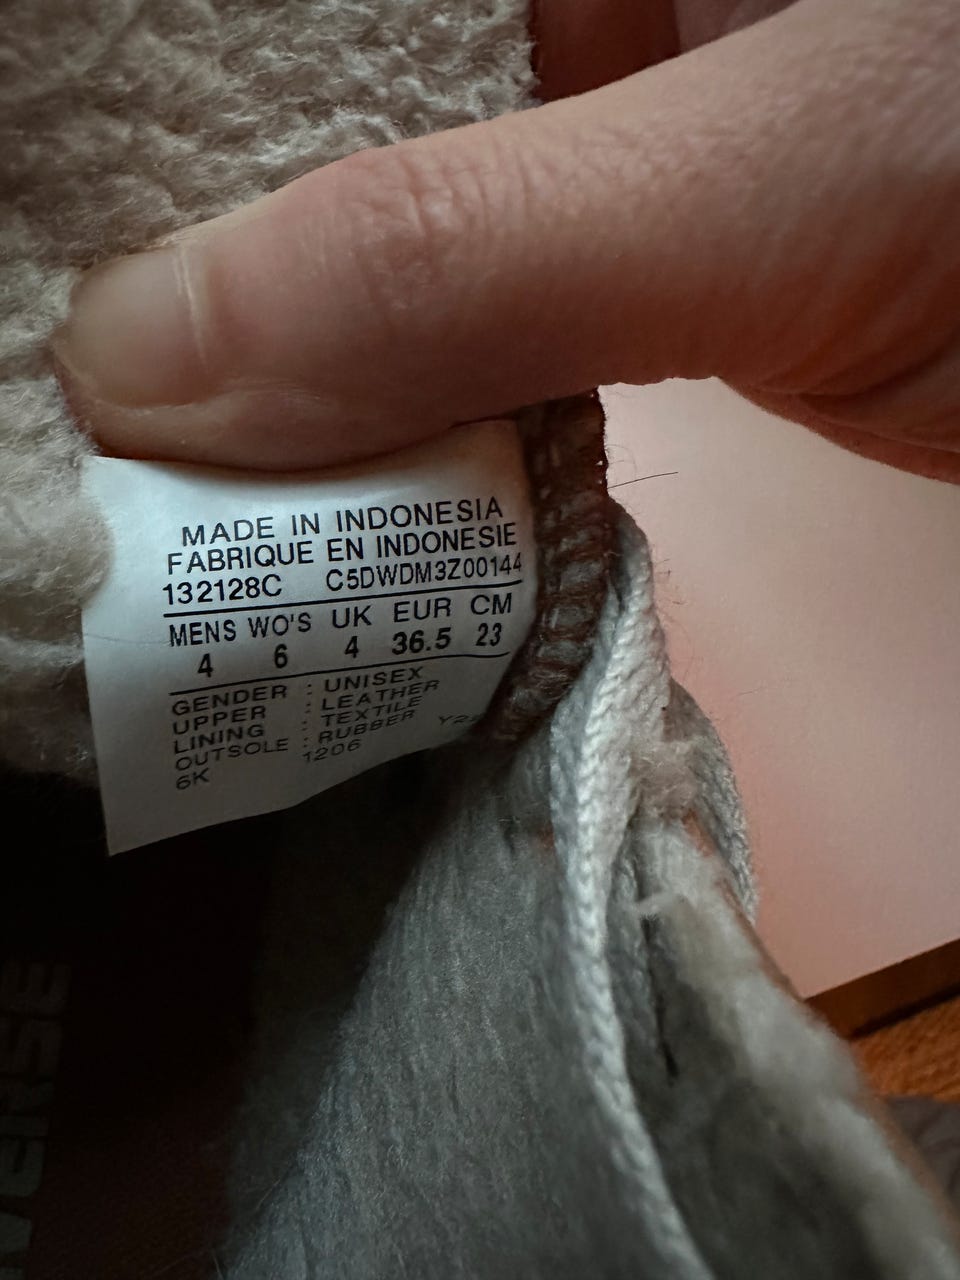 MADE IN INDONESIA
FABRIQUE EN INDONESIE
132128C C5DWDM3Z00144
MENS WO'S UK EUR CM
4 6 4 36.5 23
GENDER : UNISEX
UPPER : LEATHER
LINING : TEXTILE
OUTSOLE : RUBBER
6K 1206